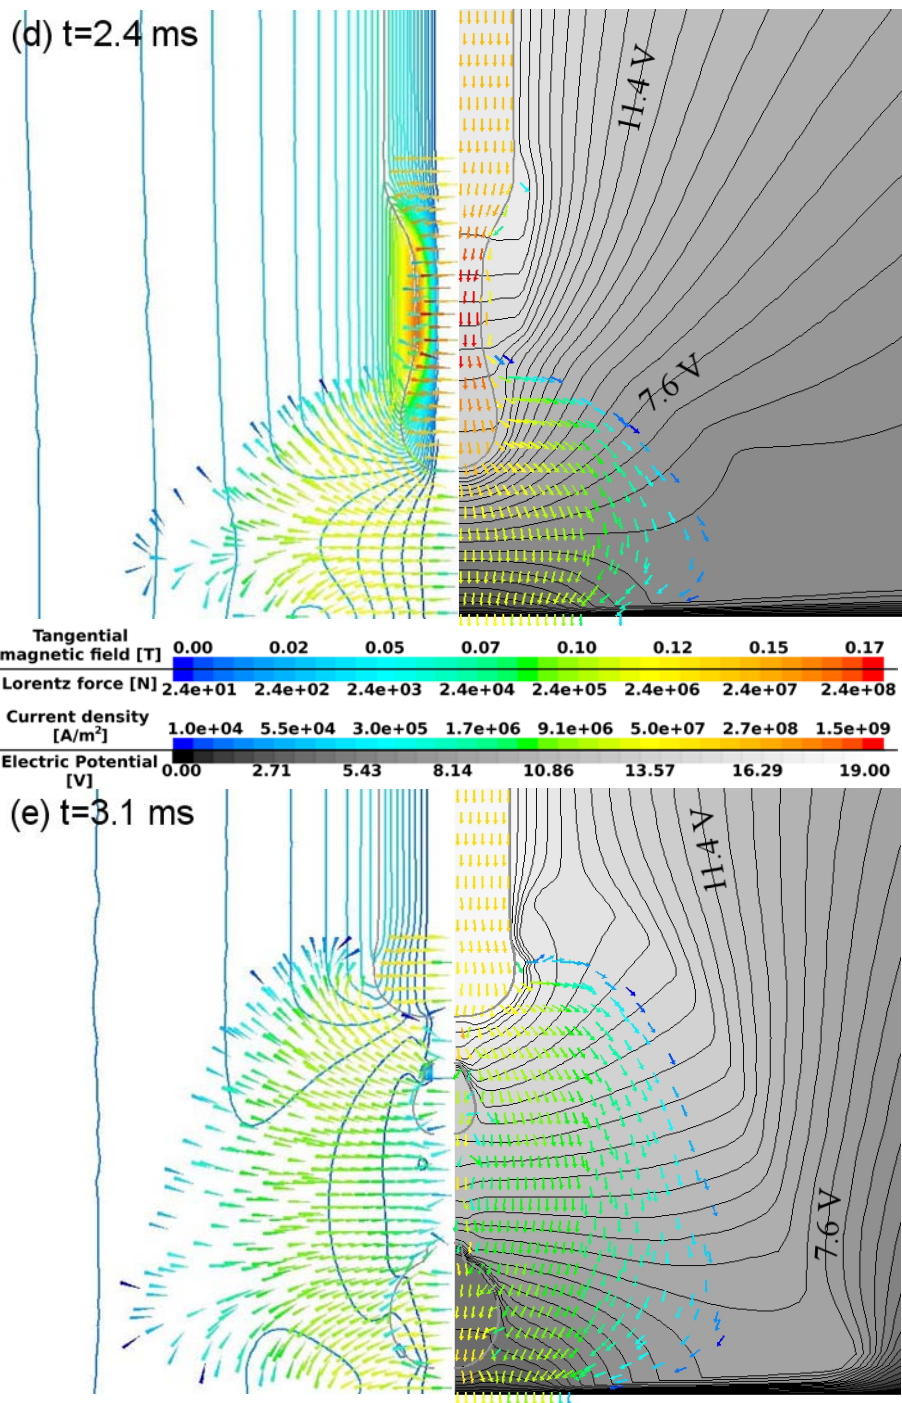 (d) t=2.4 ms
11.4 V
7.6 V
Tangential
magnetic field [T]
0.00 0.02 0.05 0.07 0.10 0.12 0.15 0.17
Lorentz force [N]
2.4e+01 2.4e+02 2.4e+03 2.4e+04 2.4e+05 2.4e+06 2.4e+07 2.4e+08
Current density
[A/m²]
1.0e+04 5.5e+04 3.0e+05 1.7e+06 9.1e+06 5.0e+07 2.7e+08 1.5e+09
Electric Potential
[V]
0.00 2.71 5.43 8.14 10.86 13.57 16.29 19.00
(e) t=3.1 ms
11.4 V
7.6 V